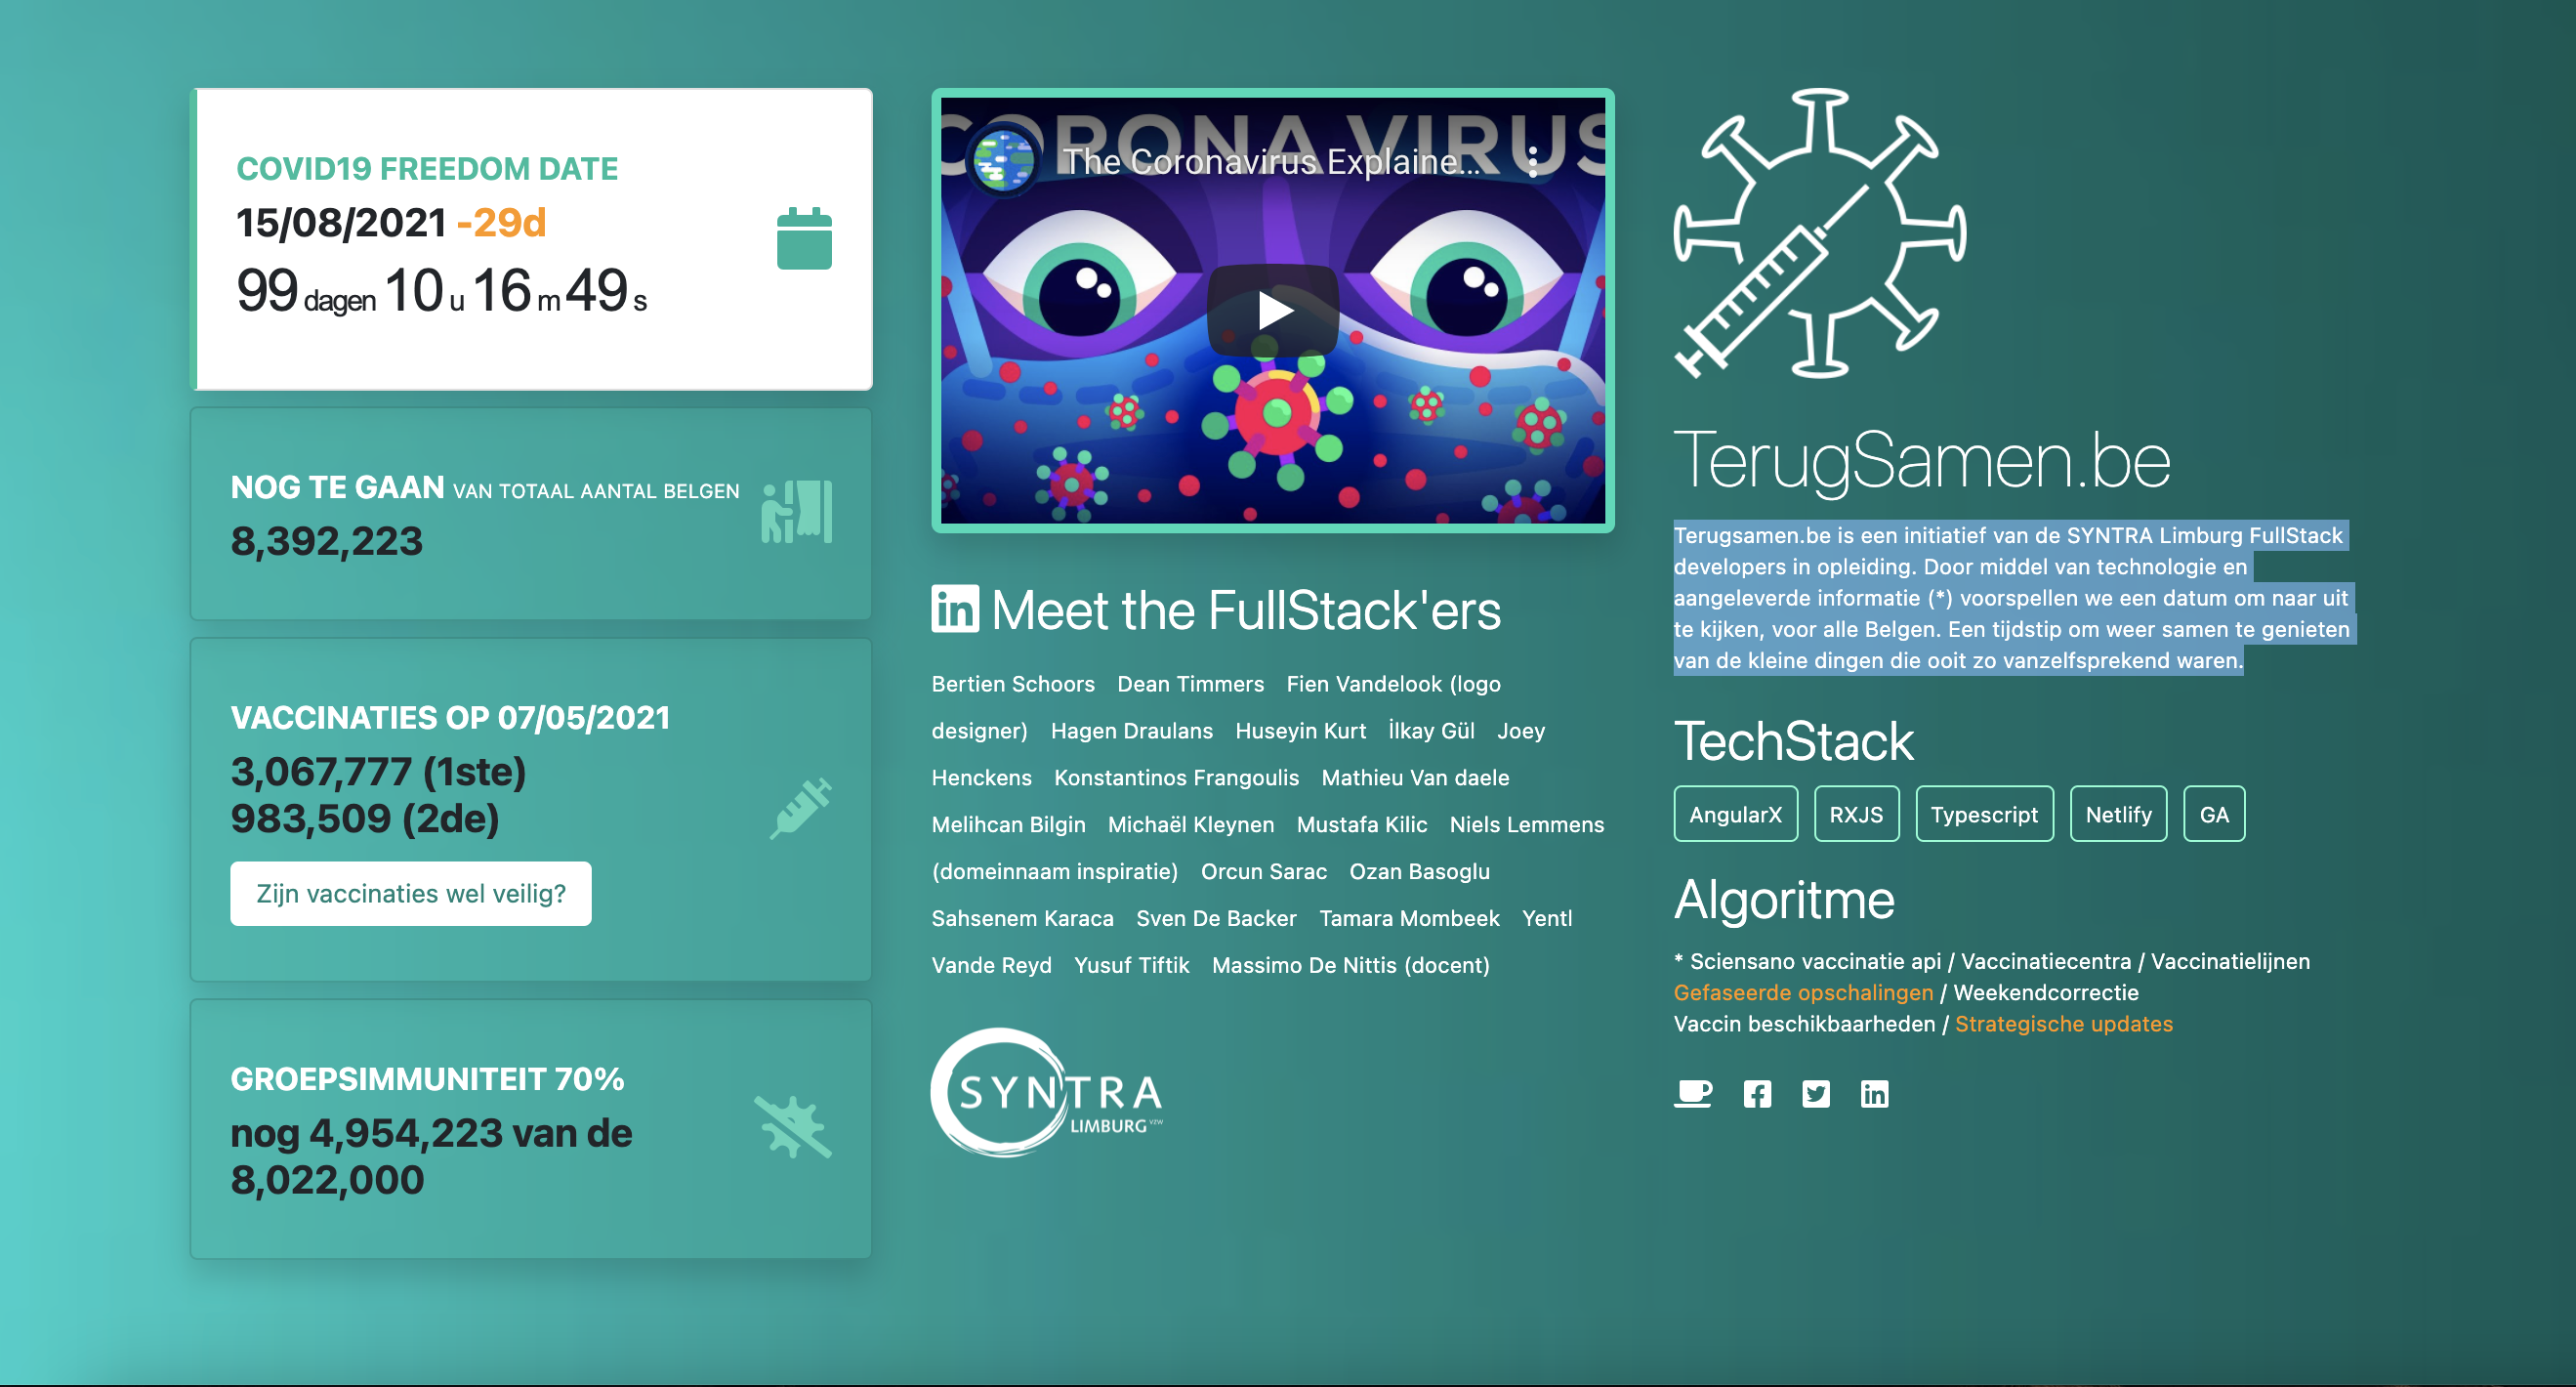 COVID19 FREEDOM DATE
15/08/2021 -29d
99 dagen 10 u 16 m 49 s
NOG TE GAAN VAN TOTAAL AANTAL BELGEN
8,392,223
VACCINATIES OP 07/05/2021
3,067,777 (1ste)
983,509 (2de)
Zijn vaccinaties wel veilig?
GROEPSIMMUNITEIT 70%
nog 4,954,223 van de
8,022,000
CORONA VIRUS
The Coronavirus Explaine...
in Meet the FullStack'ers
Bertien Schoors Dean Timmers Fien Vandelook (logo
designer) Hagen Draulans Huseyin Kurt İlkay Gül Joey
Henckens Konstantinos Frangoulis Mathieu Van daele
Melihcan Bilgin Michaël Kleynen Mustafa Kilic Niels Lemmens
(domeinnaam inspiratie) Orcun Sarac Ozan Basoglu
Sahsenem Karaca Sven De Backer Tamara Mombeek Yentl
Vande Reyd Yusuf Tiftik Massimo De Nittis (docent)
SYNTRA
LIMBURG vzw
TerugSamen.be
Terugsamen.be is een initiatief van de SYNTRA Limburg FullStack
developers in opleiding. Door middel van technologie en
aangeleverde informatie (*) voorspellen we een datum om naar uit
te kijken, voor alle Belgen. Een tijdstip om weer samen te genieten
van de kleine dingen die ooit zo vanzelfsprekend waren.
TechStack
AngularX RXJS Typescript Netlify GA
Algoritme
* Sciensano vaccinatie api / Vaccinatiecentra / Vaccinatielijnen
Gefaseerde opschalingen / Weekendcorrectie
Vaccin beschikbaarheden / Strategische updates